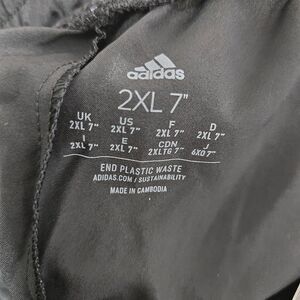 adidas
2XL 7"
UK US F D
2XL 7" 2XL 7" 2XL 7" 2XL 7"
I E CDN J
2XL 7" 2XL 7" 2XLTG 7" 6XO 7"
END PLASTIC WASTE
ADIDAS.COM / SUSTAINABILITY
MADE IN CAMBODIA